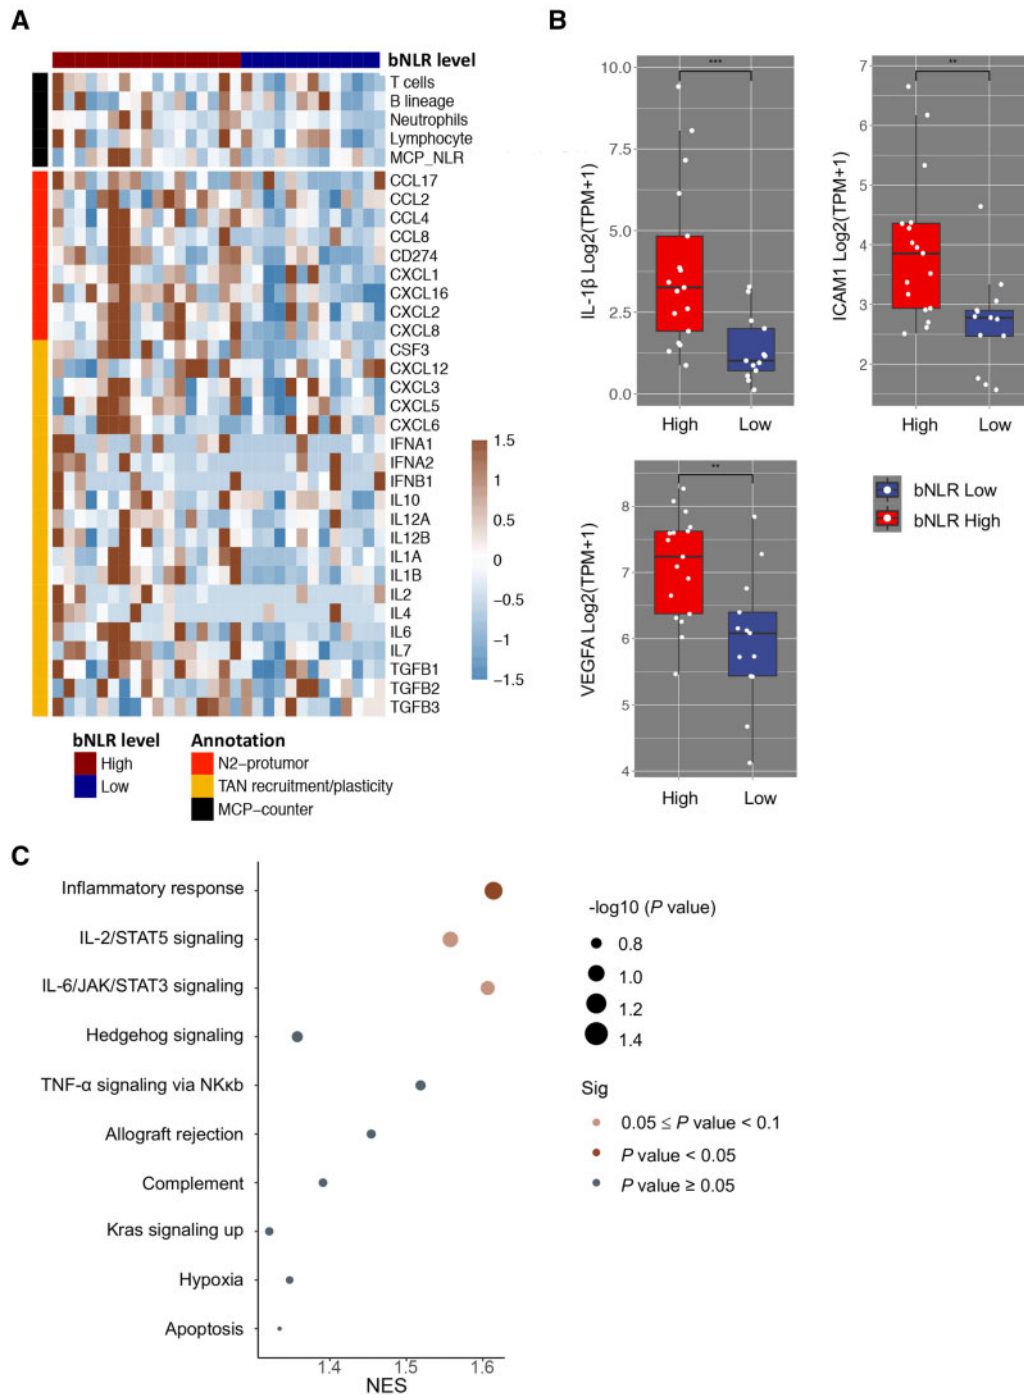 A
bNLR level
T cells
B lineage
Neutrophils
Lymphocyte
MCP_NLR
CCL17
CCL2
CCL4
CCL8
CD274
CXCL1
CXCL16
CXCL2
CXCL8
CSF3
CXCL12
CXCL3
CXCL5
CXCL6
IFNA1
IFNA2
IFNB1
IL10
IL12A
IL12B
IL1A
IL1B
IL2
IL4
IL6
IL7
TGFB1
TGFB2
TGFB3
1.5
1
0.5
0
−0.5
−1
−1.5
bNLR level
High
Low
Annotation
N2−protumor
TAN recruitment/plasticity
MCP−counter
B
IL-1β Log2(TPM+1)
10.0
7.5
5.0
2.5
0.0
***
High
Low
ICAM1 Log2(TPM+1)
7
6
5
4
3
2
**
High
Low
VEGFA Log2(TPM+1)
8
7
6
5
4
**
High
Low
bNLR Low
bNLR High
C
Inflammatory response
IL-2/STAT5 signaling
IL-6/JAK/STAT3 signaling
Hedgehog signaling
TNF-α signaling via NKκb
Allograft rejection
Complement
Kras signaling up
Hypoxia
Apoptosis
1.4
1.5
1.6
NES
-log10 (P value)
0.8
1.0
1.2
1.4
Sig
0.05 ≤ P value < 0.1
P value < 0.05
P value ≥ 0.05